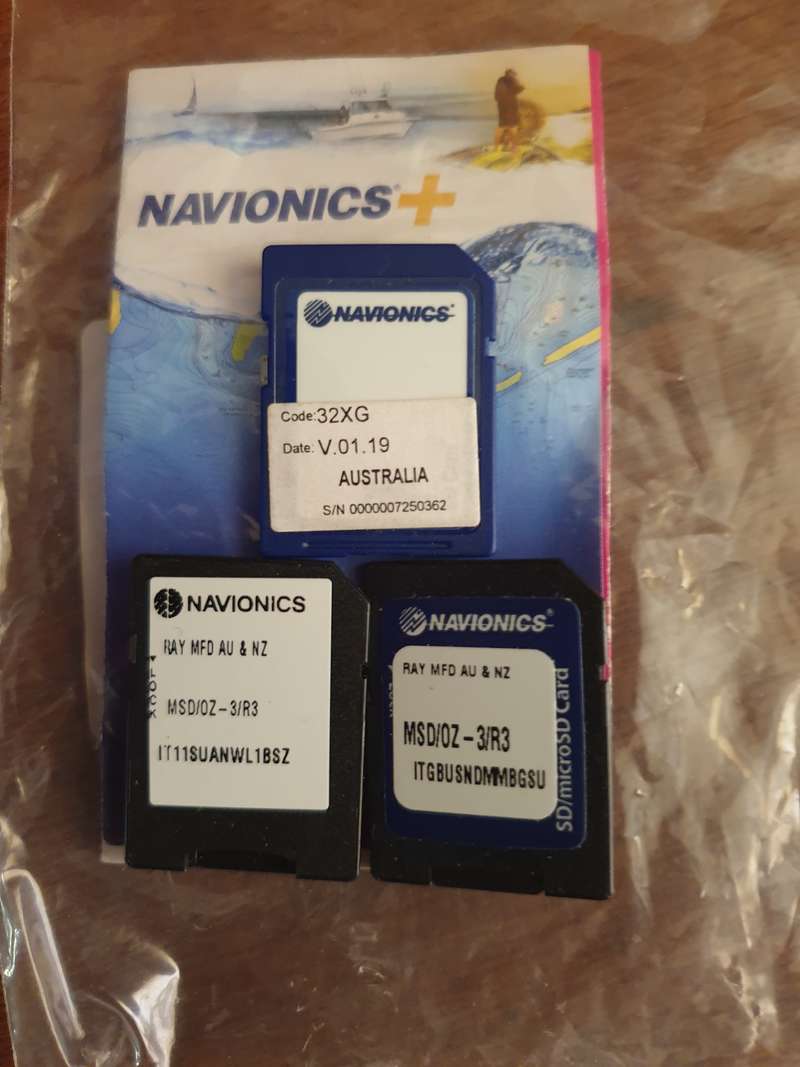 NAVIONICS+
NAVIONICS
Code: 32XG
Date: V.01.19
AUSTRALIA
S/N 0000007250362
NAVIONICS
RAY MFD AU & NZ
MSD/OZ-3/R3
IT11SUANWL1BSZ
NAVIONICS
RAY MFD AU & NZ
MSD/OZ-3/R3
ITGBUSNDMMBGSU
SD/microSD Card